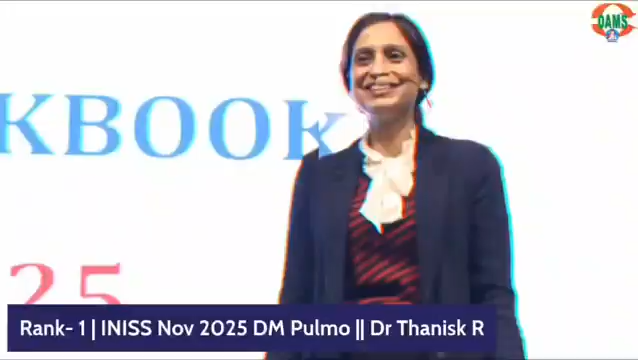 OAMS
KBOOK
25
Rank- 1 | INISS Nov 2025 DM Pulmo || Dr Thanisk R